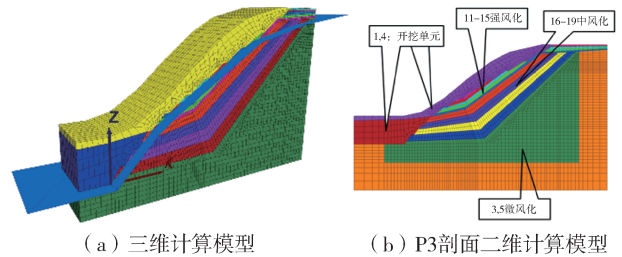 1,4；开挖单元
11-15强风化
16-19中风化
Z
X
3,5微风化
（a）三维计算模型
（b）P3剖面二维计算模型